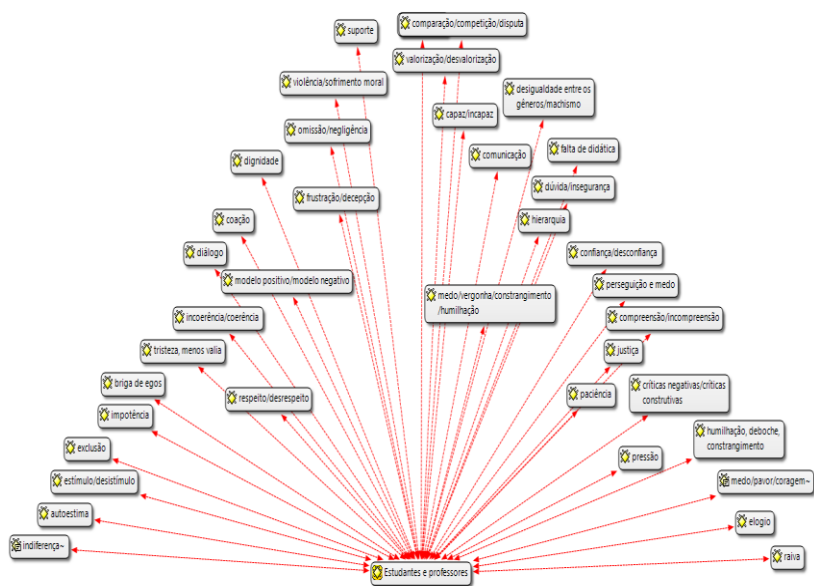 comparação/competição/disputa
suporte
valorização/desvalorização
violência/sofrimento moral
desigualdade entre os
gêneros/machismo
capaz/incapaz
omissão/negligência
falta de didática
comunicação
dignidade
dúvida/insegurança
frustração/decepção
hierarquia
coação
diálogo
confiança/desconfiança
modelo positivo/modelo negativo
perseguição e medo
medo/vergonha/constrangimento
/humilhação
incoerência/coerência
compreensão/incompreensão
tristeza, menos valia
justiça
briga de egos
respeito/desrespeito
paciência
críticas negativas/críticas
construtivas
impotência
humilhação, deboche,
constrangimento
exclusão
pressão
estímulo/desistímulo
medo/pavor/coragem~
autoestima
elogio
indiferença~
raiva
Estudantes e professores